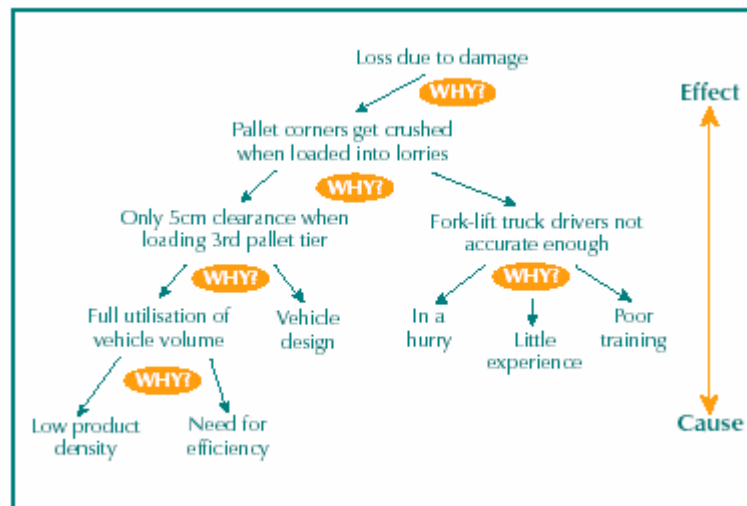 Loss due to damage
WHY?
Effect
Pallet corners get crushed
when loaded into lorries
WHY?
Only 5cm clearance when
loading 3rd pallet tier
Fork-lift truck drivers not
accurate enough
WHY?
WHY?
Full utilisation of
vehicle volume
Vehicle
design
In a
hurry
Little
experience
Poor
training
WHY?
Low product
density
Need for
efficiency
Cause